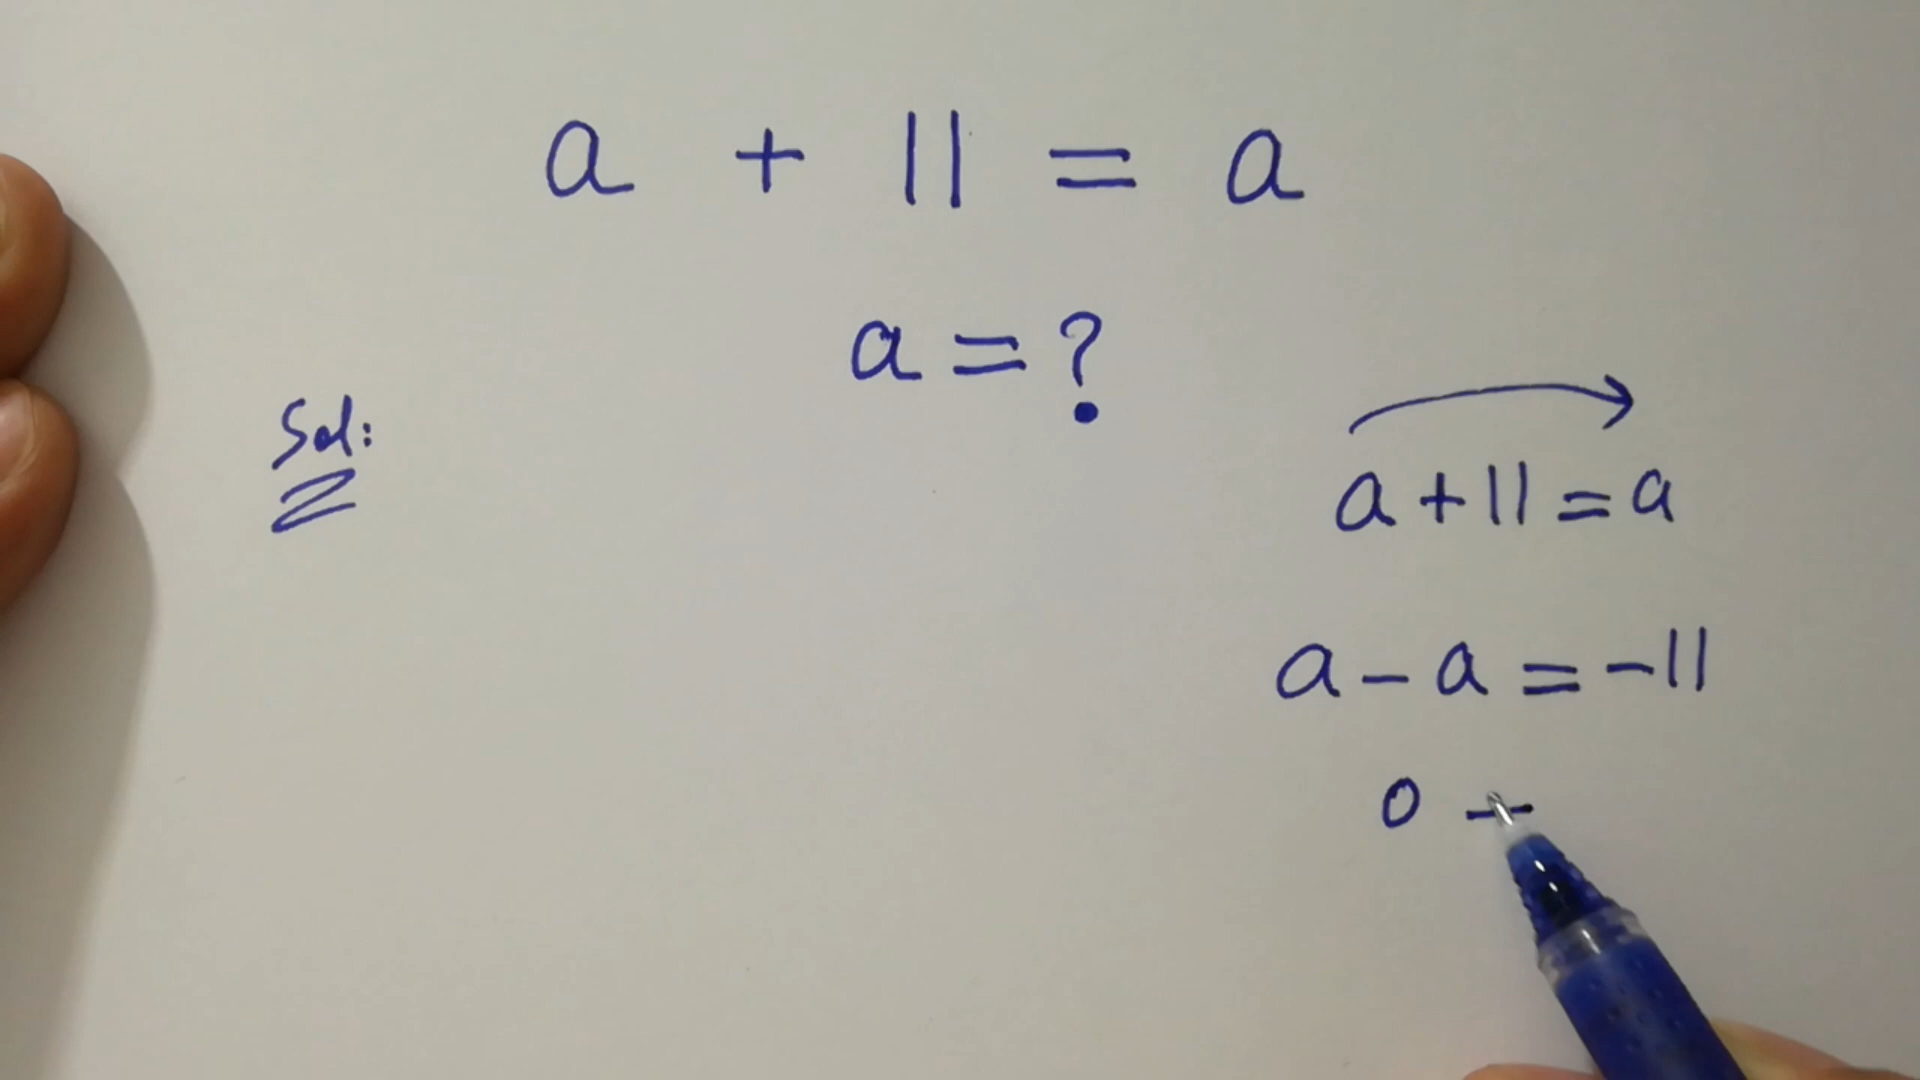 a + 11 = a
a = ?
Sol:
a + 11 = a
a - a = -11
0 -